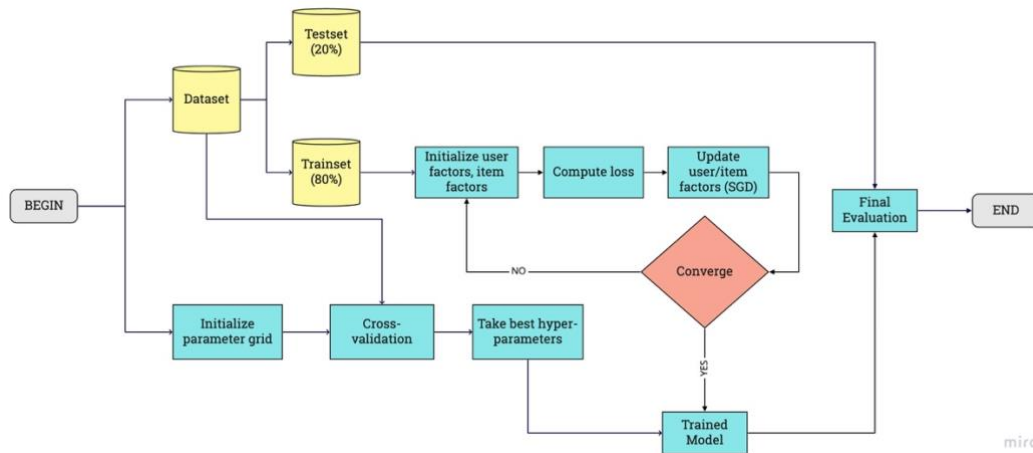 Testset
(20%)
Dataset
Trainset
(80%)
Initialize user
factors, item
factors
Compute loss
Update
user/item
factors (SGD)
BEGIN
Final
Evaluation
END
NO
Converge
Initialize
parameter grid
Cross-
validation
Take best hyper-
parameters
YES
Trained
Model
miro